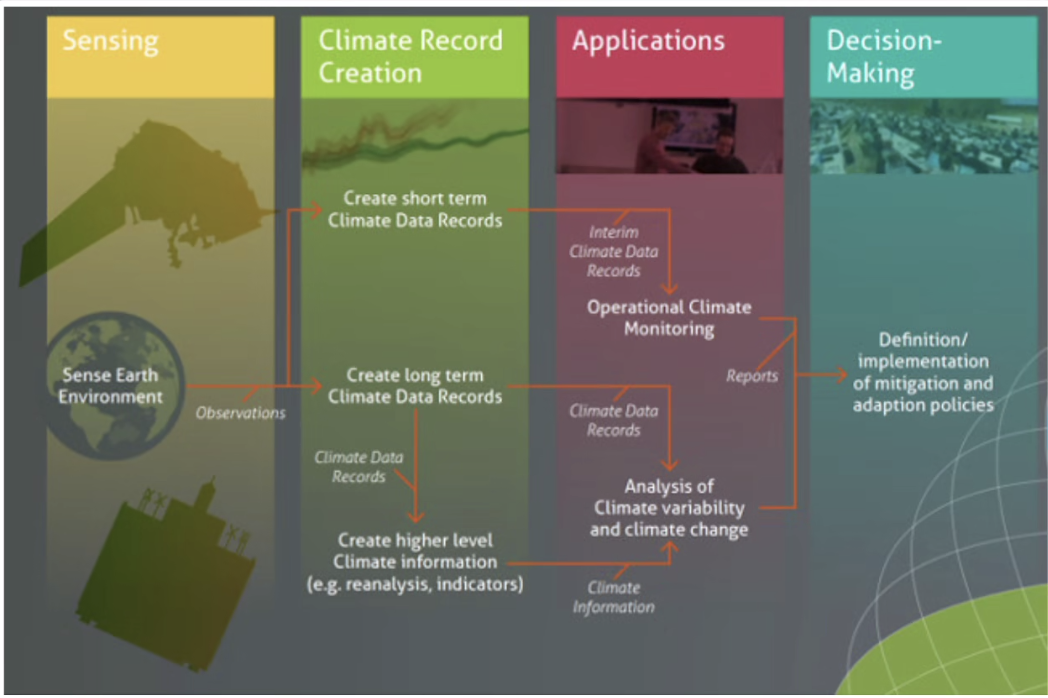 Sensing
Climate Record
Creation
Applications
Decision-
Making
Create short term
Climate Data Records
Interim
Climate Data
Records
Operational Climate
Monitoring
Sense Earth
Environment
Observations
Create long term
Climate Data Records
Climate Data
Records
Reports
Definition/
implementation
of mitigation and
adaption policies
Climate Data
Records
Analysis of
Climate variability
and climate change
Create higher level
Climate information
(e.g. reanalysis, indicators)
Climate
Information